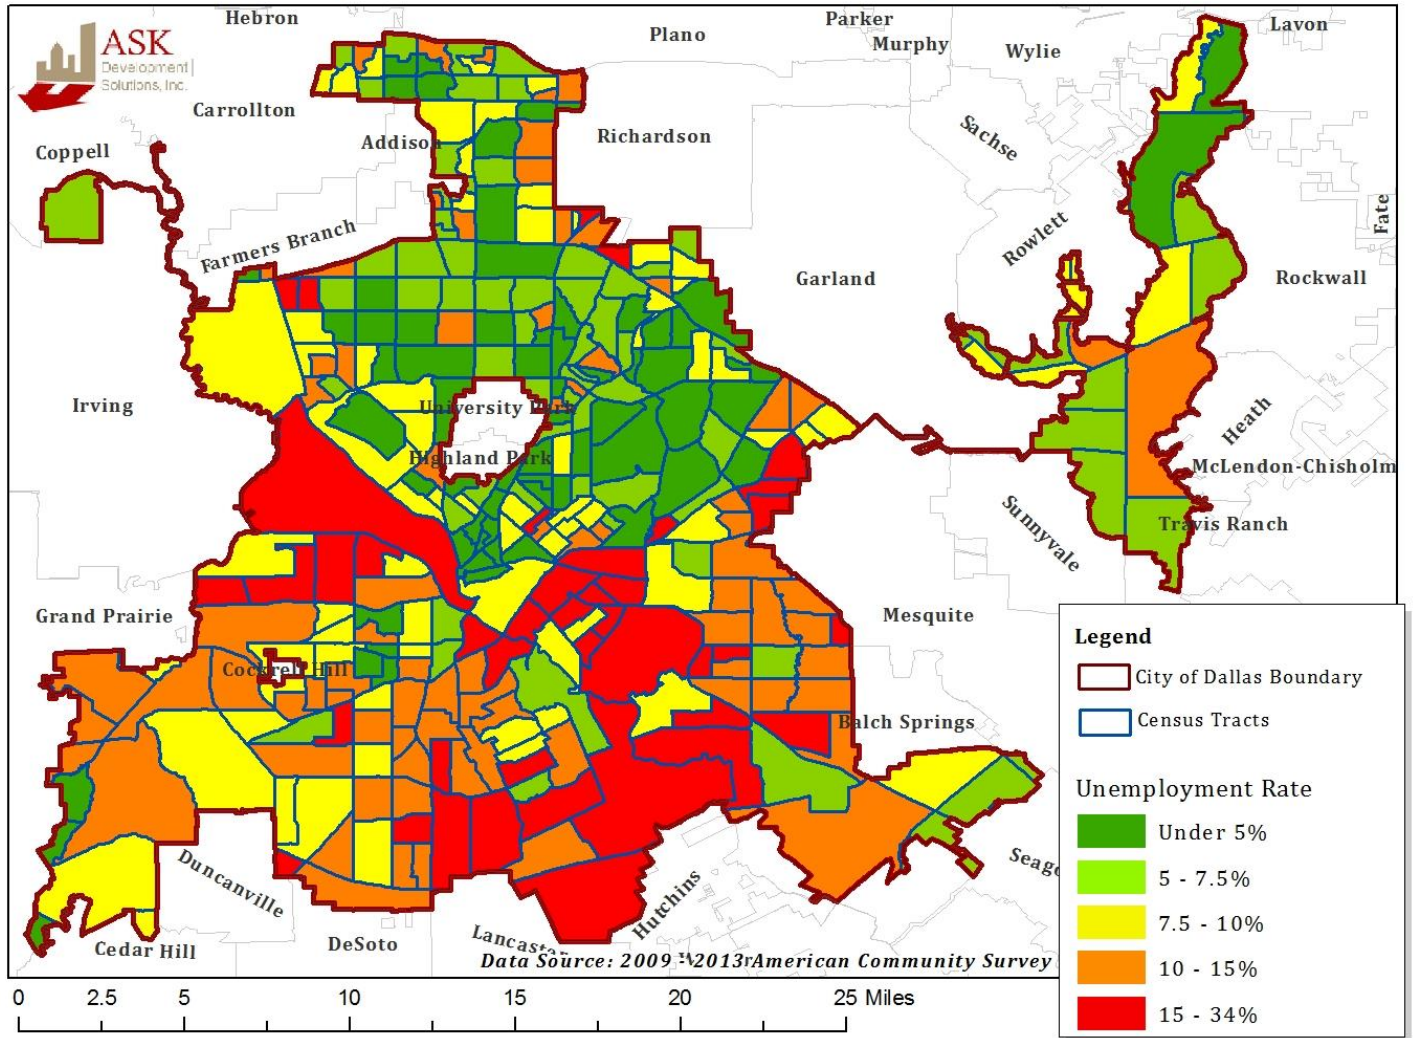 Hebron
Parker
Lavon
Plano
Murphy
Wylie
ASK
Development
Solutions, Inc.
Carrollton
Richardson
Sachse
Addison
Coppell
Fate
Farmers Branch
Rowlett
Garland
Rockwall
Irving
University Park
Heath
Highland Park
McLendon-Chisholm
Sunnyvale
Travis Ranch
Grand Prairie
Mesquite
Cockrell Hill
Balch Springs
Duncanville
Seago
Hutchins
Cedar Hill
DeSoto
Lancaster
Data Source: 2009 - 2013 American Community Survey
Legend
City of Dallas Boundary
Census Tracts
Unemployment Rate
Under 5%
5 - 7.5%
7.5 - 10%
10 - 15%
15 - 34%
0 2.5 5 10 15 20 25 Miles